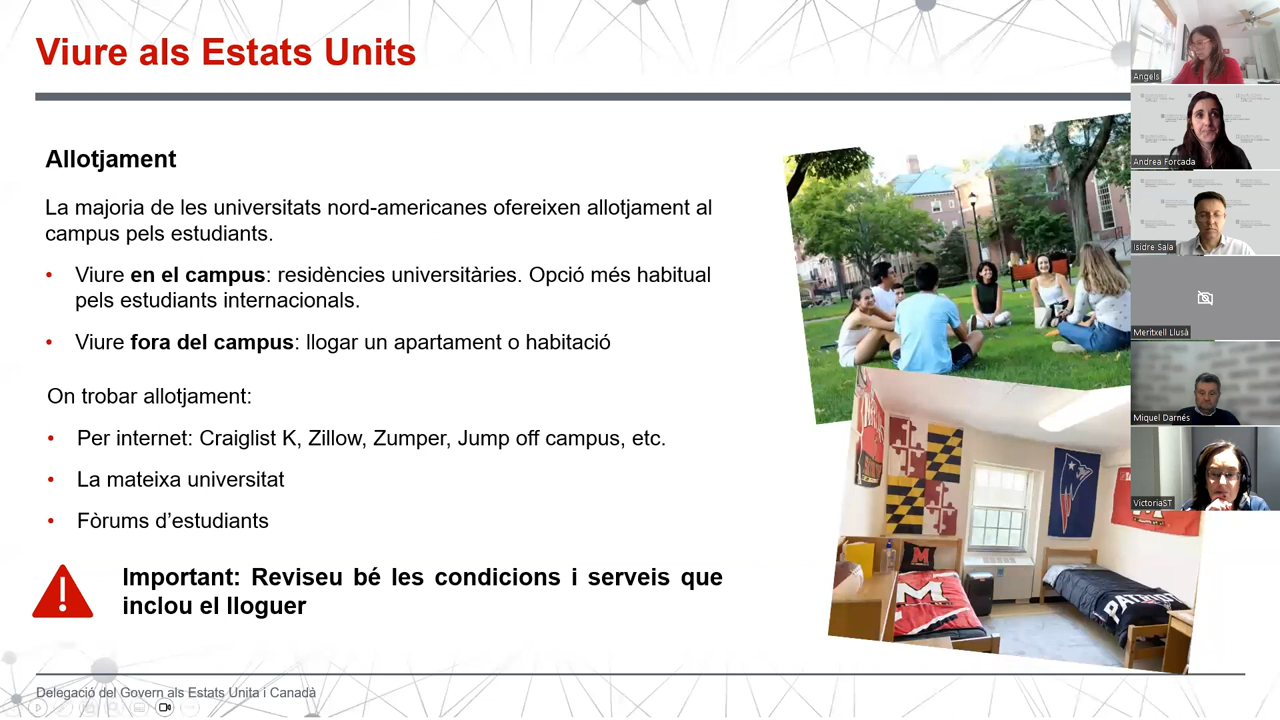 Viure als Estats Units
Allotjament
La majoria de les universitats nord-americanes ofereixen allotjament al
campus pels estudiants.
• Viure en el campus: residències universitàries. Opció més habitual
pels estudiants internacionals.
• Viure fora del campus: llogar un apartament o habitació
On trobar allotjament:
• Per internet: Craiglist K, Zillow, Zumper, Jump off campus, etc.
• La mateixa universitat
• Fòrums d’estudiants
Important: Reviseu bé les condicions i serveis que
inclou el lloguer
Delegació del Govern als Estats Units i Canadà
Angels
Andrea Forcada
Isidre Sala
Meritxell Llusà
Miquel Darnés
VictoriaST
M
M
PATRIOT